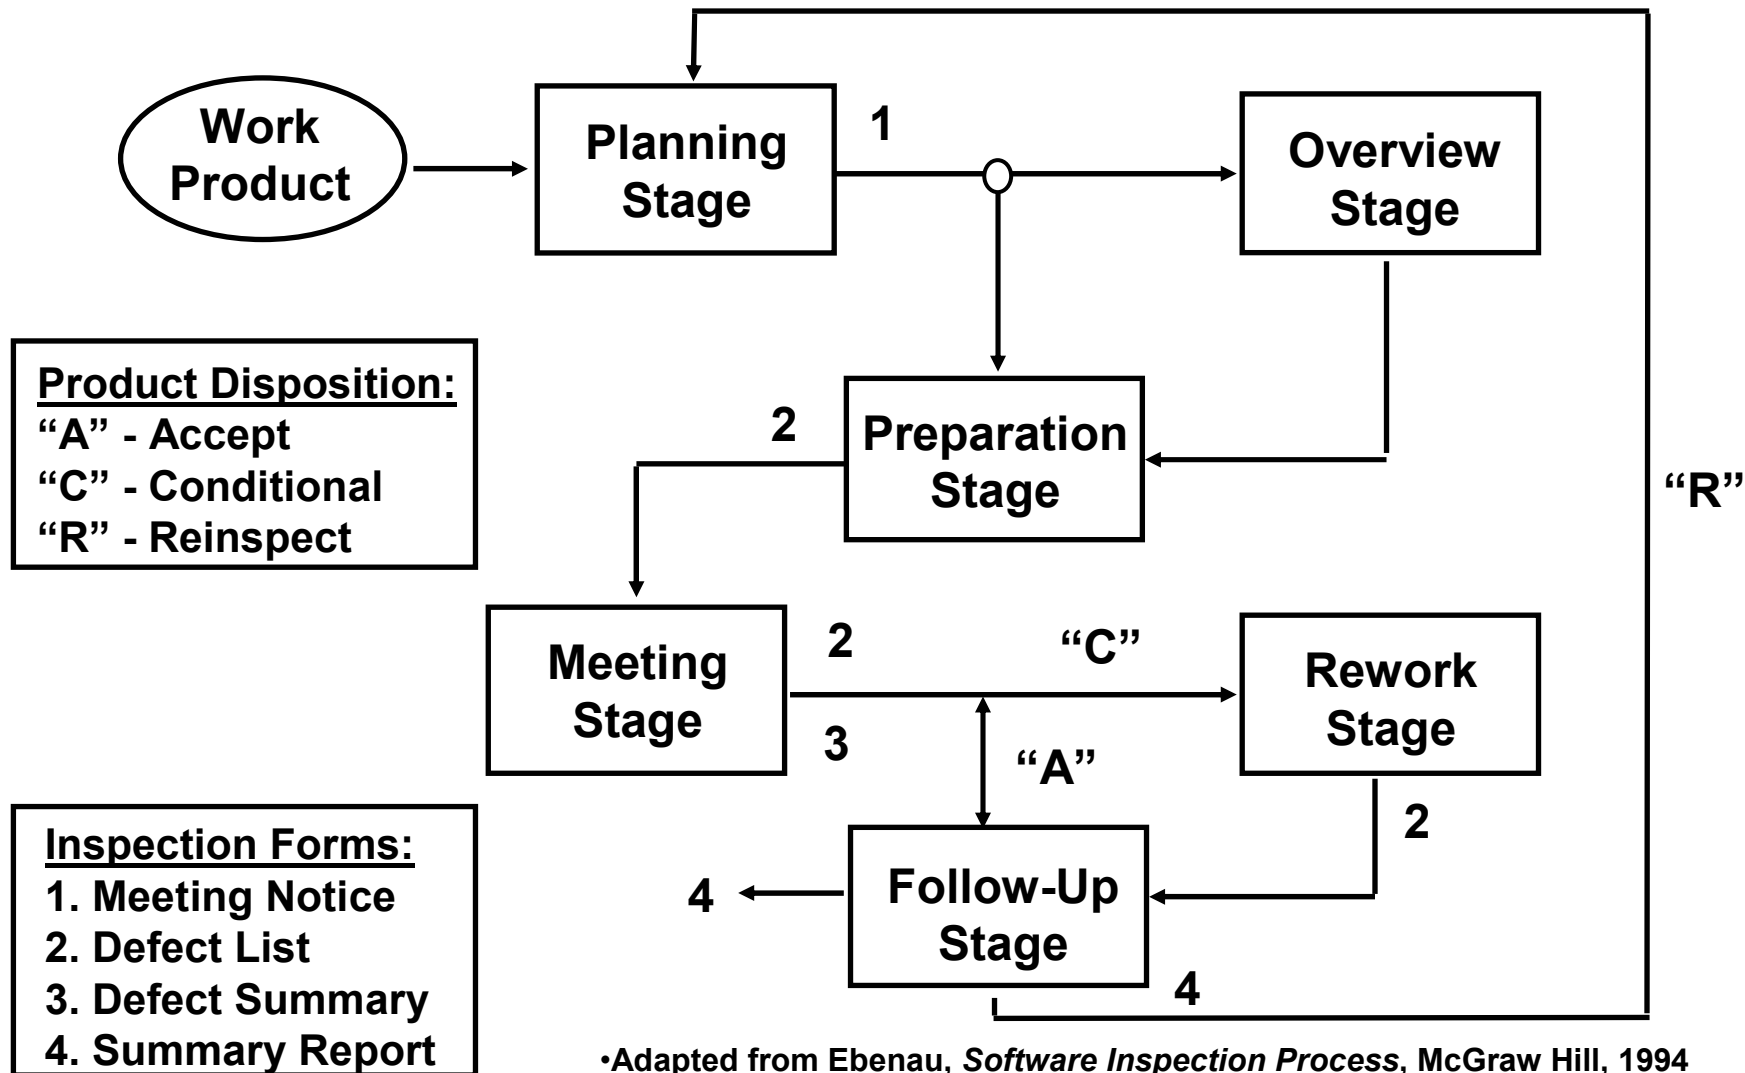 Work
Product
Planning
Stage
1
Overview
Stage
Product Disposition:
“A” - Accept
“C” - Conditional
“R” - Reinspect
2
Preparation
Stage
“R”
Meeting
Stage
2
“C”
3
“A”
Rework
Stage
2
Inspection Forms:
1. Meeting Notice
2. Defect List
3. Defect Summary
4. Summary Report
4
Follow-Up
Stage
4
•Adapted from Ebenau, Software Inspection Process, McGraw Hill, 1994